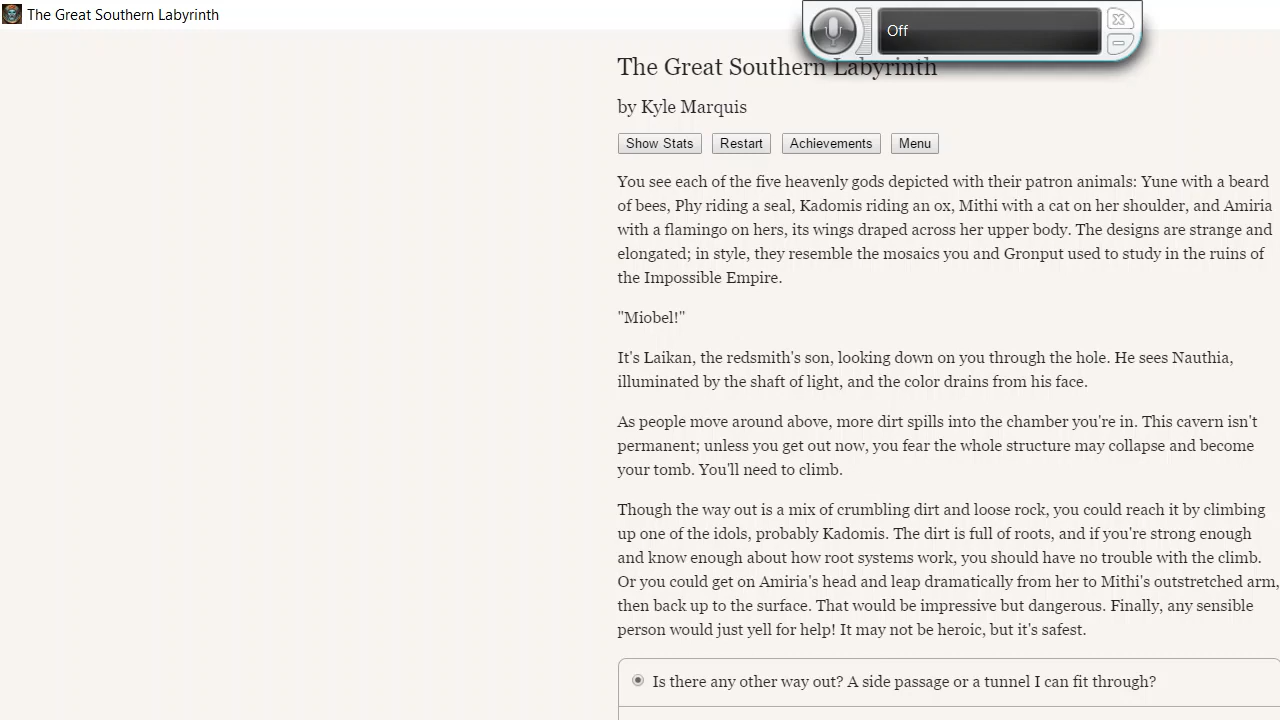 The Great Southern Labyrinth
Off
The Great Southern Labyrinth
by Kyle Marquis
Show Stats
Restart
Achievements
Menu
You see each of the five heavenly gods depicted with their patron animals: Yune with a beard
of bees, Phy riding a seal, Kadomis riding an ox, Mithi with a cat on her shoulder, and Amiria
with a flamingo on hers, its wings draped across her upper body. The designs are strange and
elongated; in style, they resemble the mosaics you and Gronput used to study in the ruins of
the Impossible Empire.
"Miobel!"
It's Laikan, the redsmith's son, looking down on you through the hole. He sees Nauthia,
illuminated by the shaft of light, and the color drains from his face.
As people move around above, more dirt spills into the chamber you're in. This cavern isn't
permanent; unless you get out now, you fear the whole structure may collapse and become
your tomb. You'll need to climb.
Though the way out is a mix of crumbling dirt and loose rock, you could reach it by climbing
up one of the idols, probably Kadomis. The dirt is full of roots, and if you're strong enough
and know enough about how root systems work, you should have no trouble with the climb.
Or you could get on Amiria's head and leap dramatically from her to Mithi's outstretched arm,
then back up to the surface. That would be impressive but dangerous. Finally, any sensible
person would just yell for help! It may not be heroic, but it's safest.
Is there any other way out? A side passage or a tunnel I can fit through?